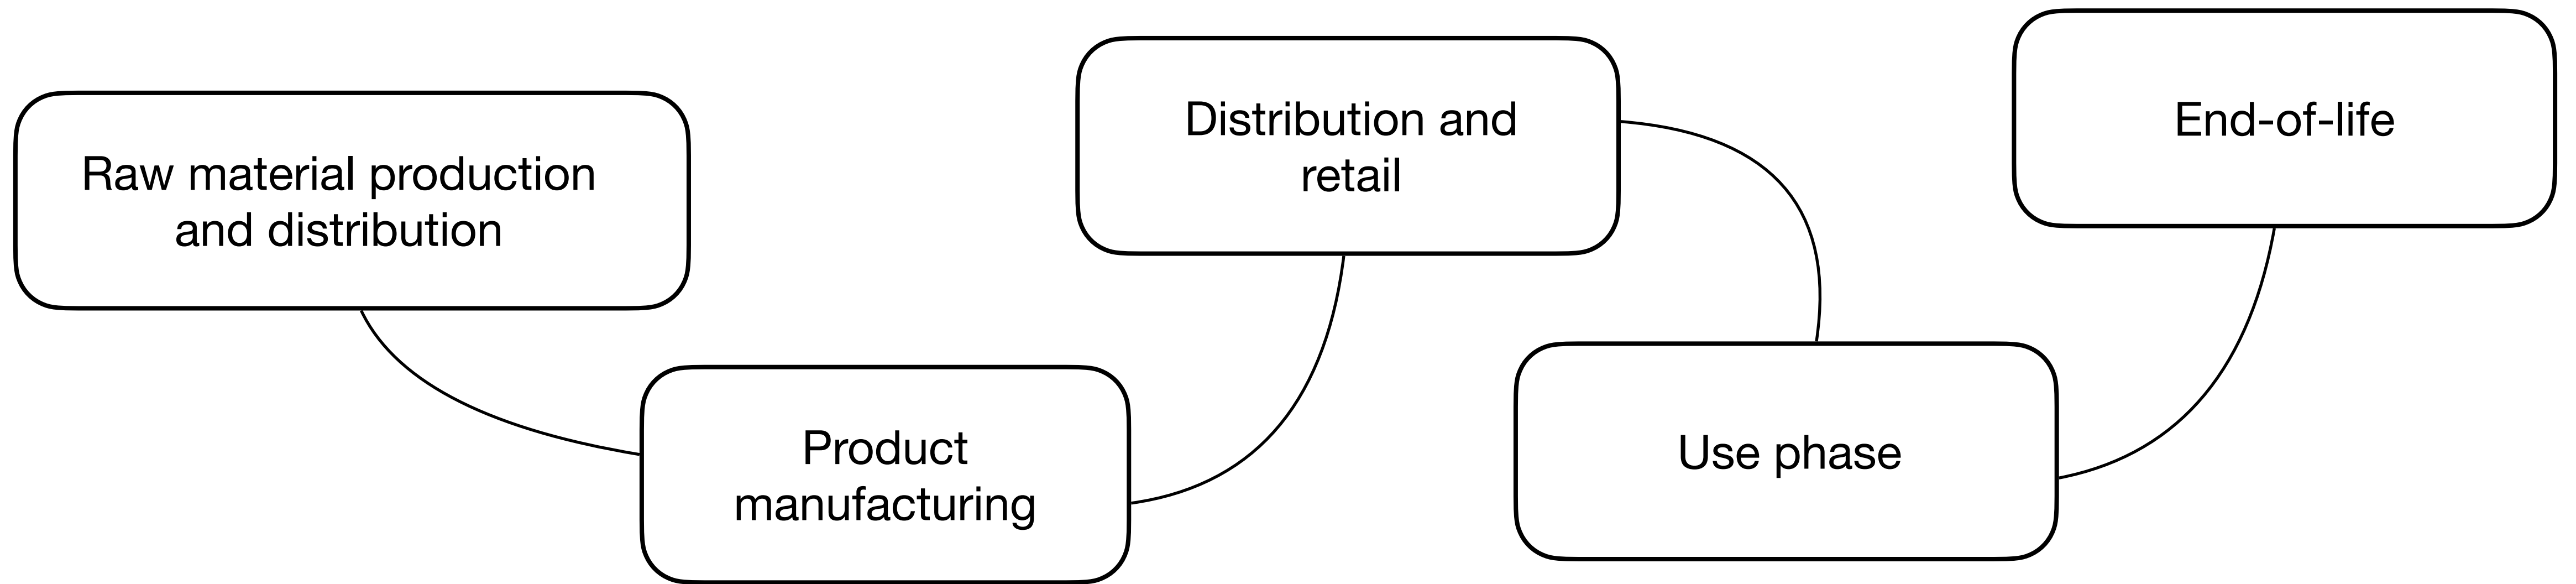 Raw material production
and distribution
Product
manufacturing
Distribution and
retail
Use phase
End-of-life